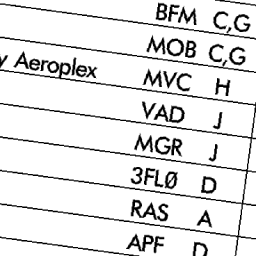 BFM C,G
MOB C,G
y Aeroplex MVC H
VAD J
MGR J
3FLØ D
RAS A
APF D